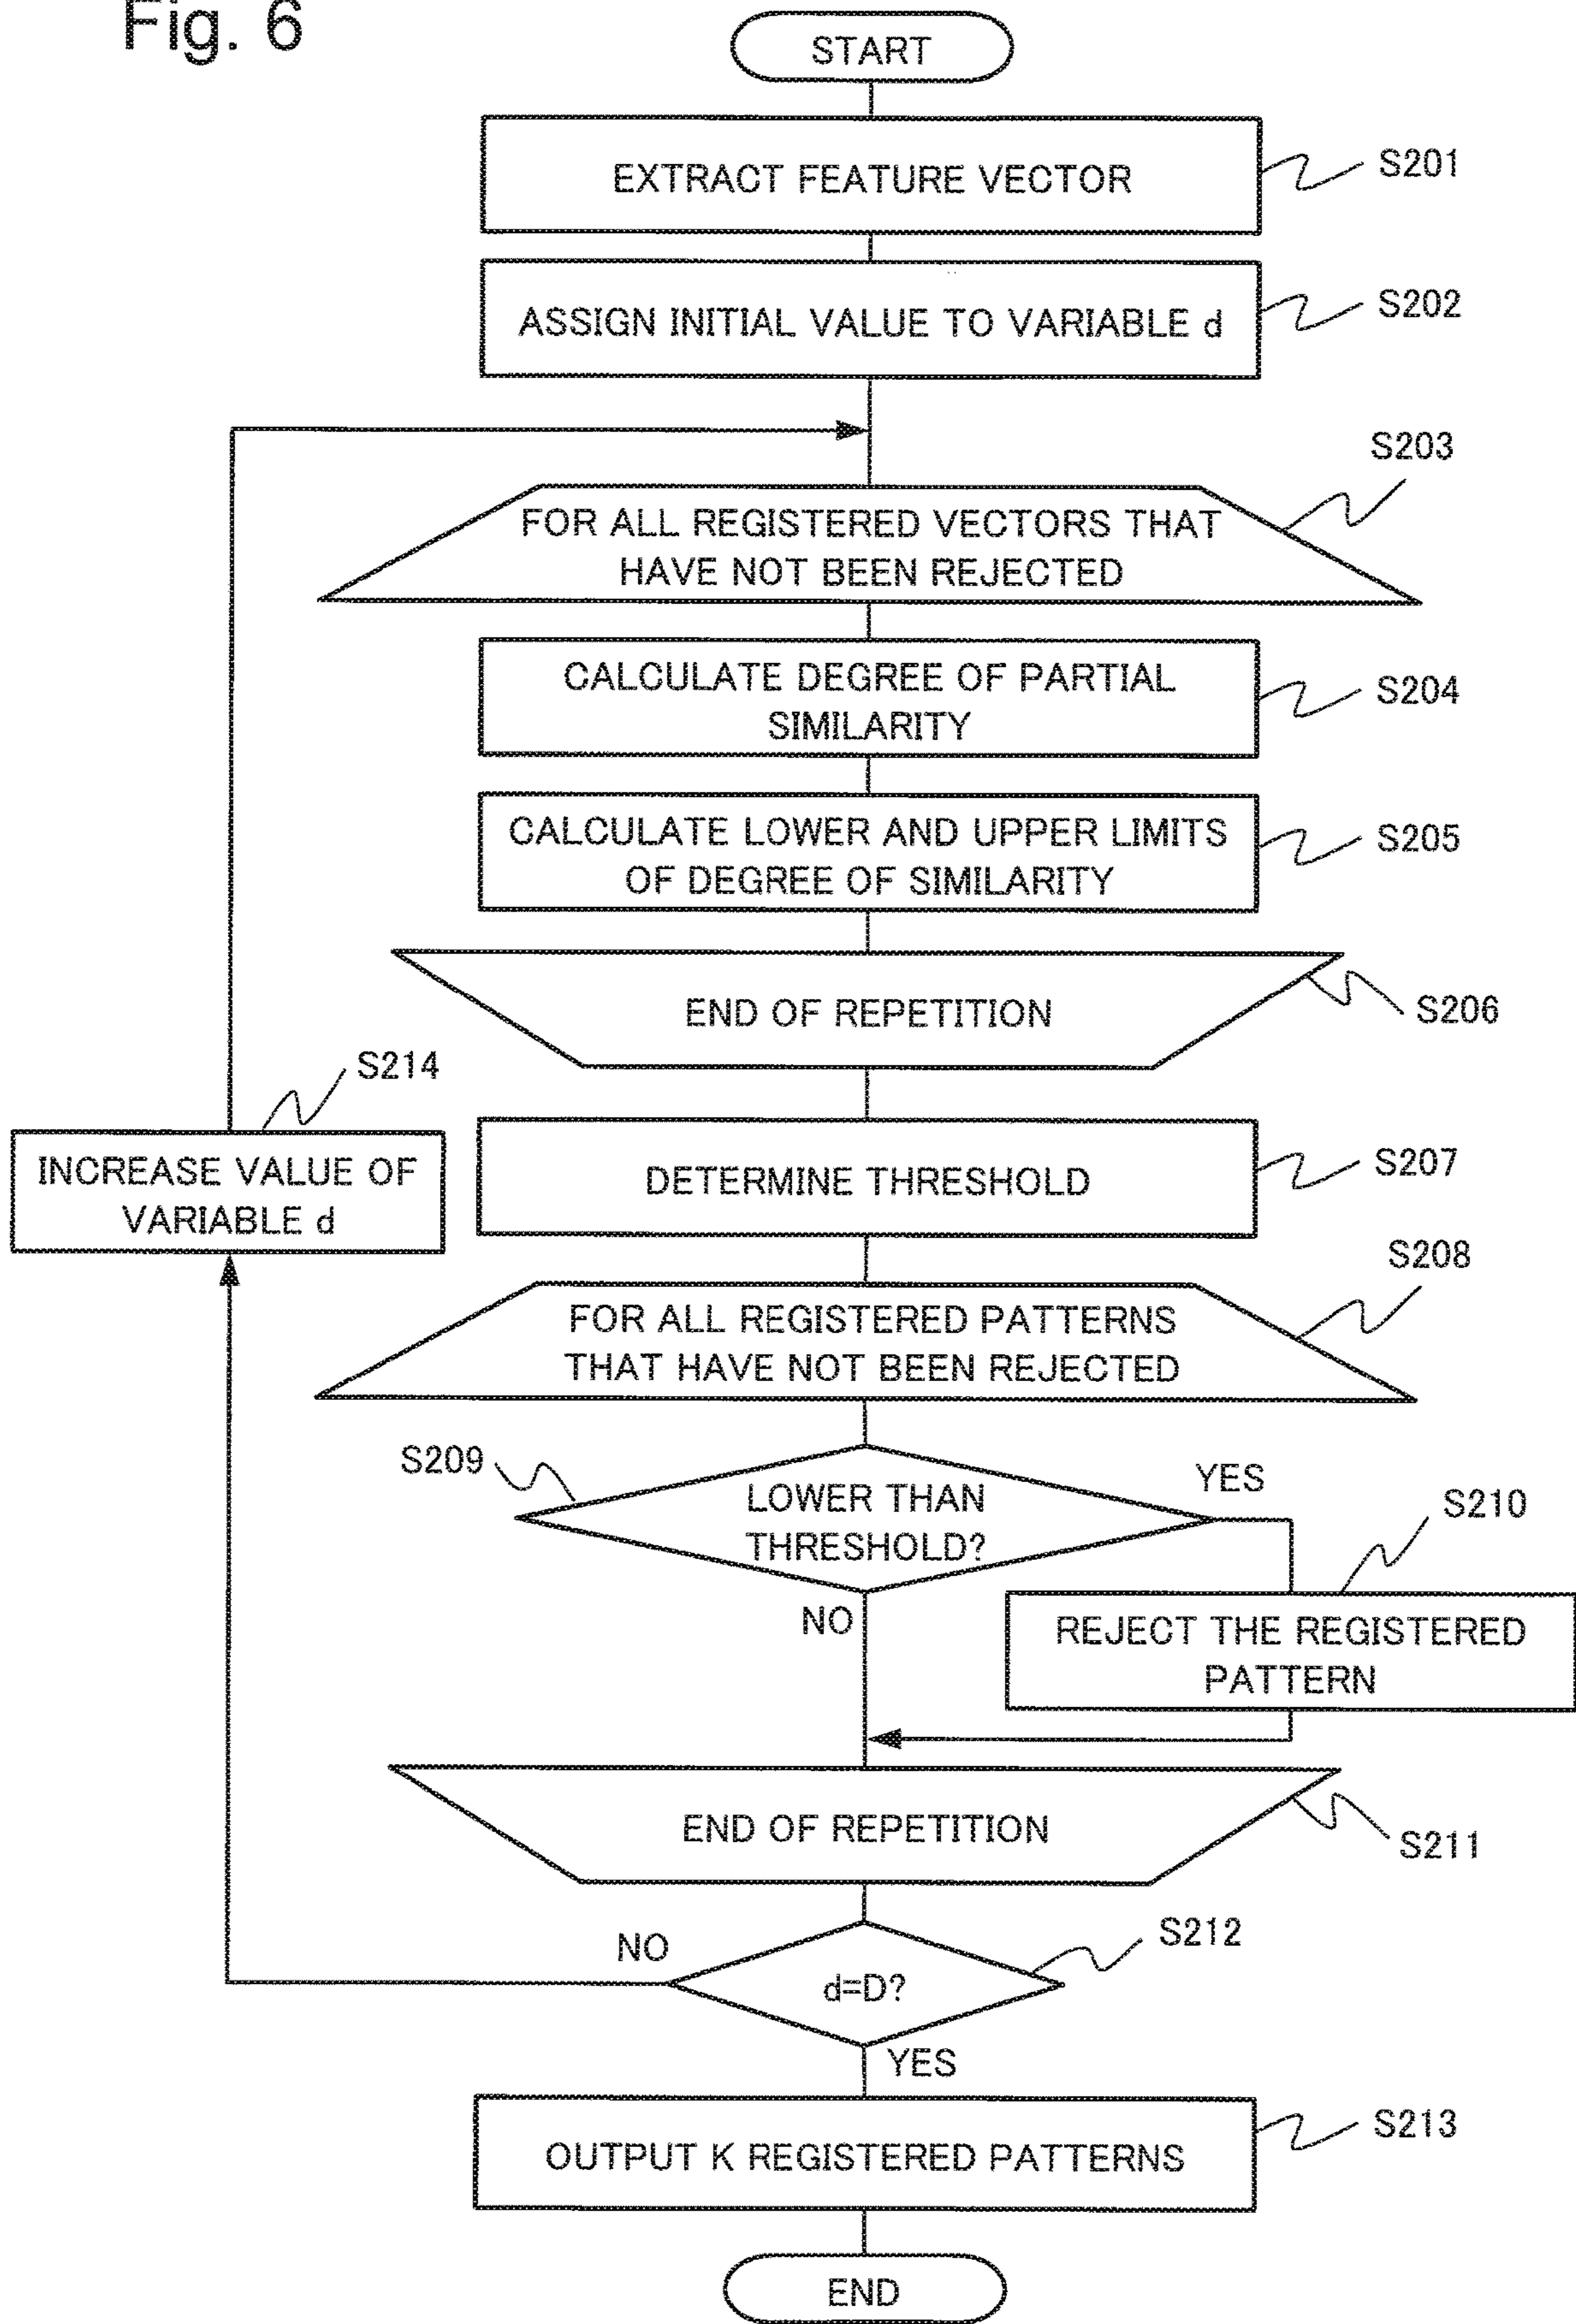 Fig. 6
START
EXTRACT FEATURE VECTOR
S201
ASSIGN INITIAL VALUE TO VARIABLE d
S202
S203
FOR ALL REGISTERED VECTORS THAT
HAVE NOT BEEN REJECTED
CALCULATE DEGREE OF PARTIAL
SIMILARITY
S204
CALCULATE LOWER AND UPPER LIMITS
OF DEGREE OF SIMILARITY
S205
END OF REPETITION
S206
S214
INCREASE VALUE OF
VARIABLE d
DETERMINE THRESHOLD
S207
S208
FOR ALL REGISTERED PATTERNS
THAT HAVE NOT BEEN REJECTED
S209
LOWER THAN
THRESHOLD?
YES
S210
NO
REJECT THE REGISTERED
PATTERN
END OF REPETITION
S211
NO
S212
d=D?
YES
OUTPUT K REGISTERED PATTERNS
S213
END